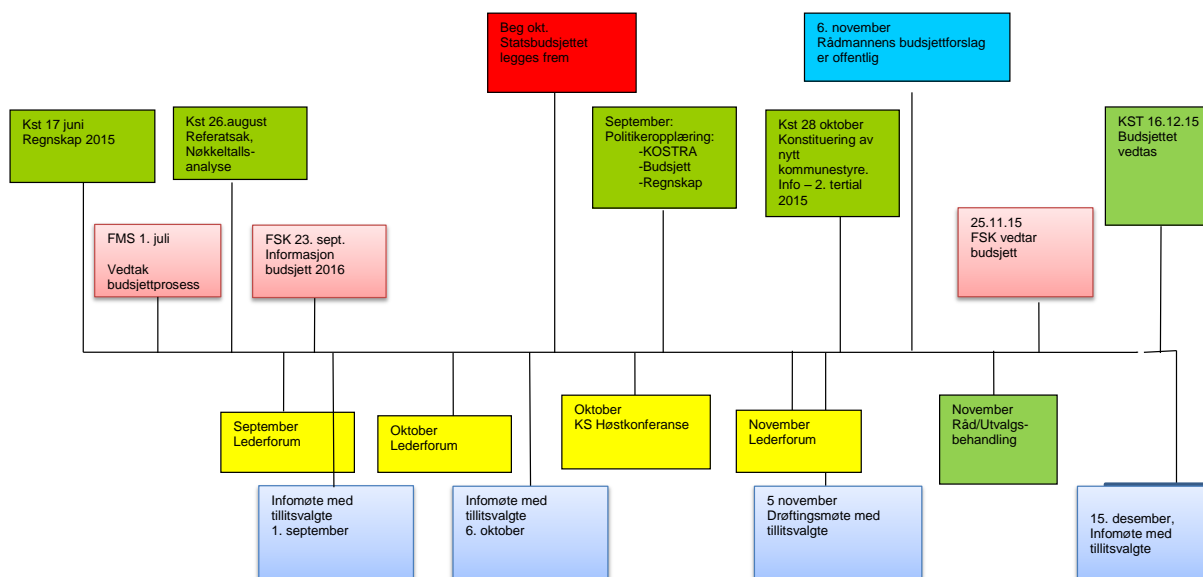 Beg okt.
Statsbudsjettet
legges frem
6. november
Rådmannens budsjettforslag
er offentlig
Kst 17 juni
Regnskap 2015
Kst 26.august
Referatsak,
Nøkkeltalls-
analyse
September:
Politikeropplæring:
-KOSTRA
-Budsjett
-Regnskap
Kst 28 oktober
Konstituering av
nytt
kommunestyre.
Info – 2. tertial
2015
KST 16.12.15
Budsjettet
vedtas
FMS 1. juli
Vedtak
budsjettprosess
FSK 23. sept.
Informasjon
budsjett 2016
25.11.15
FSK vedtar
budsjett
September
Lederforum
Oktober
Lederforum
Oktober
KS Høstkonferanse
November
Lederforum
November
Råd/Utvalgs-
behandling
Infomøte med
tillitsvalgte
1. september
Infomøte med
tillitsvalgte
6. oktober
5 november
Drøftingsmøte med
tillitsvalgte
15. desember,
Infomøte med
tillitsvalgte